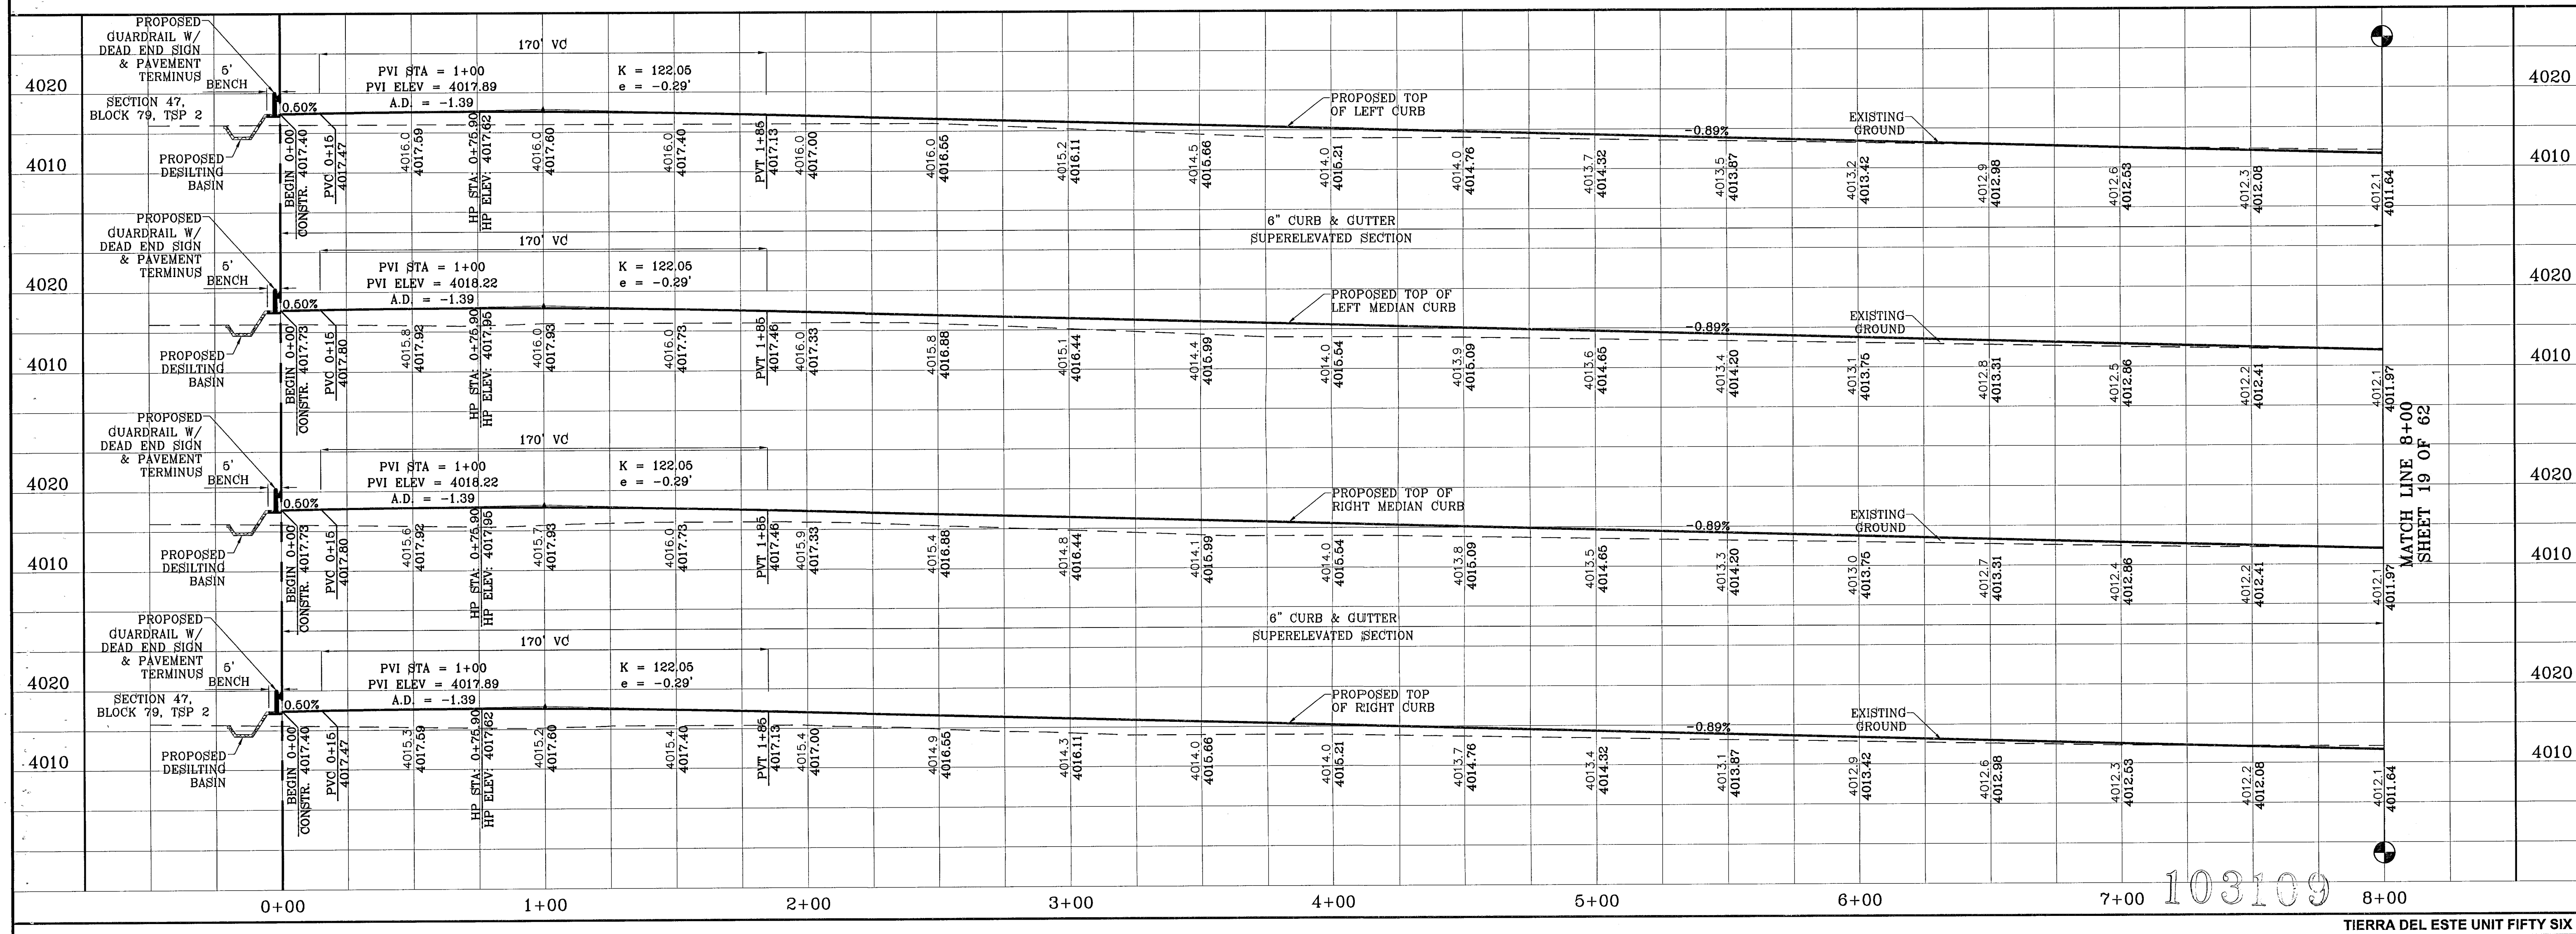 PROPOSED
GUARDRAIL W/
DEAD END SIGN
& PAVEMENT
TERMINUS
5'
BENCH
170' VC
PVI STA = 1+00
PVI ELEV = 4017.89
A.D. = -1.39
K = 122.05
e = -0.29'
4020
4020
SECTION 47,
BLOCK 79, TSP 2
0.50%
PROPOSED TOP
OF LEFT CURB
-0.89%
EXISTING
GROUND
4010
4010
PROPOSED
DESILTING
BASIN
BEGIN 0+00
CONSTR. 4017.40
PVC 0+15
4017.47
4016.0
4017.59
HP STA: 0+75.90
HP ELEV: 4017.62
4016.0
4017.60
4016.0
4017.40
PVT 1+85
4017.13
4016.0
4017.00
4016.0
4016.55
4015.2
4016.11
4014.5
4015.66
4014.0
4015.21
4014.0
4014.76
4013.7
4014.32
4013.5
4013.87
4013.2
4013.42
4012.9
4012.98
4012.6
4012.53
4012.3
4012.08
4012.1
4011.64
6" CURB & GUTTER
SUPERELEVATED SECTION
PROPOSED
GUARDRAIL W/
DEAD END SIGN
& PAVEMENT
TERMINUS
5'
BENCH
170' VC
PVI STA = 1+00
PVI ELEV = 4018.22
A.D. = -1.39
K = 122.05
e = -0.29'
4020
4020
0.50%
PROPOSED TOP OF
LEFT MEDIAN CURB
-0.89%
EXISTING
GROUND
4010
4010
PROPOSED
DESILTING
BASIN
BEGIN 0+00
CONSTR. 4017.73
PVC 0+15
4017.80
4015.8
4017.92
HP STA: 0+75.90
HP ELEV: 4017.95
4016.0
4017.93
4016.0
4017.73
PVT 1+85
4017.46
4016.0
4017.33
4015.8
4016.88
4015.1
4016.44
4014.4
4015.99
4014.0
4015.54
4013.9
4015.09
4013.6
4014.65
4013.4
4014.20
4013.1
4013.75
4012.8
4013.31
4012.5
4012.86
4012.2
4012.41
4012.1
4011.97
MATCH LINE 8+00
SHEET 19 OF 62
PROPOSED
GUARDRAIL W/
DEAD END SIGN
& PAVEMENT
TERMINUS
5'
BENCH
170' VC
PVI STA = 1+00
PVI ELEV = 4018.22
A.D. = -1.39
K = 122.05
e = -0.29'
4020
4020
0.50%
PROPOSED TOP OF
RIGHT MEDIAN CURB
-0.89%
EXISTING
GROUND
4010
4010
PROPOSED
DESILTING
BASIN
BEGIN 0+00
CONSTR. 4017.73
PVC 0+15
4017.80
4015.6
4017.92
HP STA: 0+75.90
HP ELEV: 4017.95
4015.7
4017.93
4016.0
4017.73
PVT 1+85
4017.46
4015.9
4017.33
4015.4
4016.88
4014.8
4016.44
4014.1
4015.99
4014.0
4015.54
4013.8
4015.09
4013.5
4014.65
4013.3
4014.20
4013.0
4013.75
4012.7
4013.31
4012.4
4012.86
4012.2
4012.41
4012.1
4011.97
6" CURB & GUTTER
SUPERELEVATED SECTION
PROPOSED
GUARDRAIL W/
DEAD END SIGN
& PAVEMENT
TERMINUS
5'
BENCH
170' VC
PVI STA = 1+00
PVI ELEV = 4017.89
A.D. = -1.39
K = 122.05
e = -0.29'
4020
4020
SECTION 47,
BLOCK 79, TSP 2
0.50%
PROPOSED TOP
OF RIGHT CURB
-0.89%
EXISTING
GROUND
4010
4010
PROPOSED
DESILTING
BASIN
BEGIN 0+00
CONSTR. 4017.40
PVC 0+15
4017.47
4015.3
4017.59
HP STA: 0+75.90
HP ELEV: 4017.62
4015.2
4017.60
4015.4
4017.40
PVT 1+85
4017.13
4015.4
4017.00
4014.9
4016.55
4014.3
4016.11
4014.0
4015.66
4014.0
4015.21
4013.7
4014.76
4013.4
4014.32
4013.1
4013.87
4012.9
4013.42
4012.6
4012.98
4012.3
4012.53
4012.2
4012.08
4012.1
4011.64
0+00 1+00 2+00 3+00 4+00 5+00 6+00 7+00 8+00
103109
TIERRA DEL ESTE UNIT FIFTY SIX